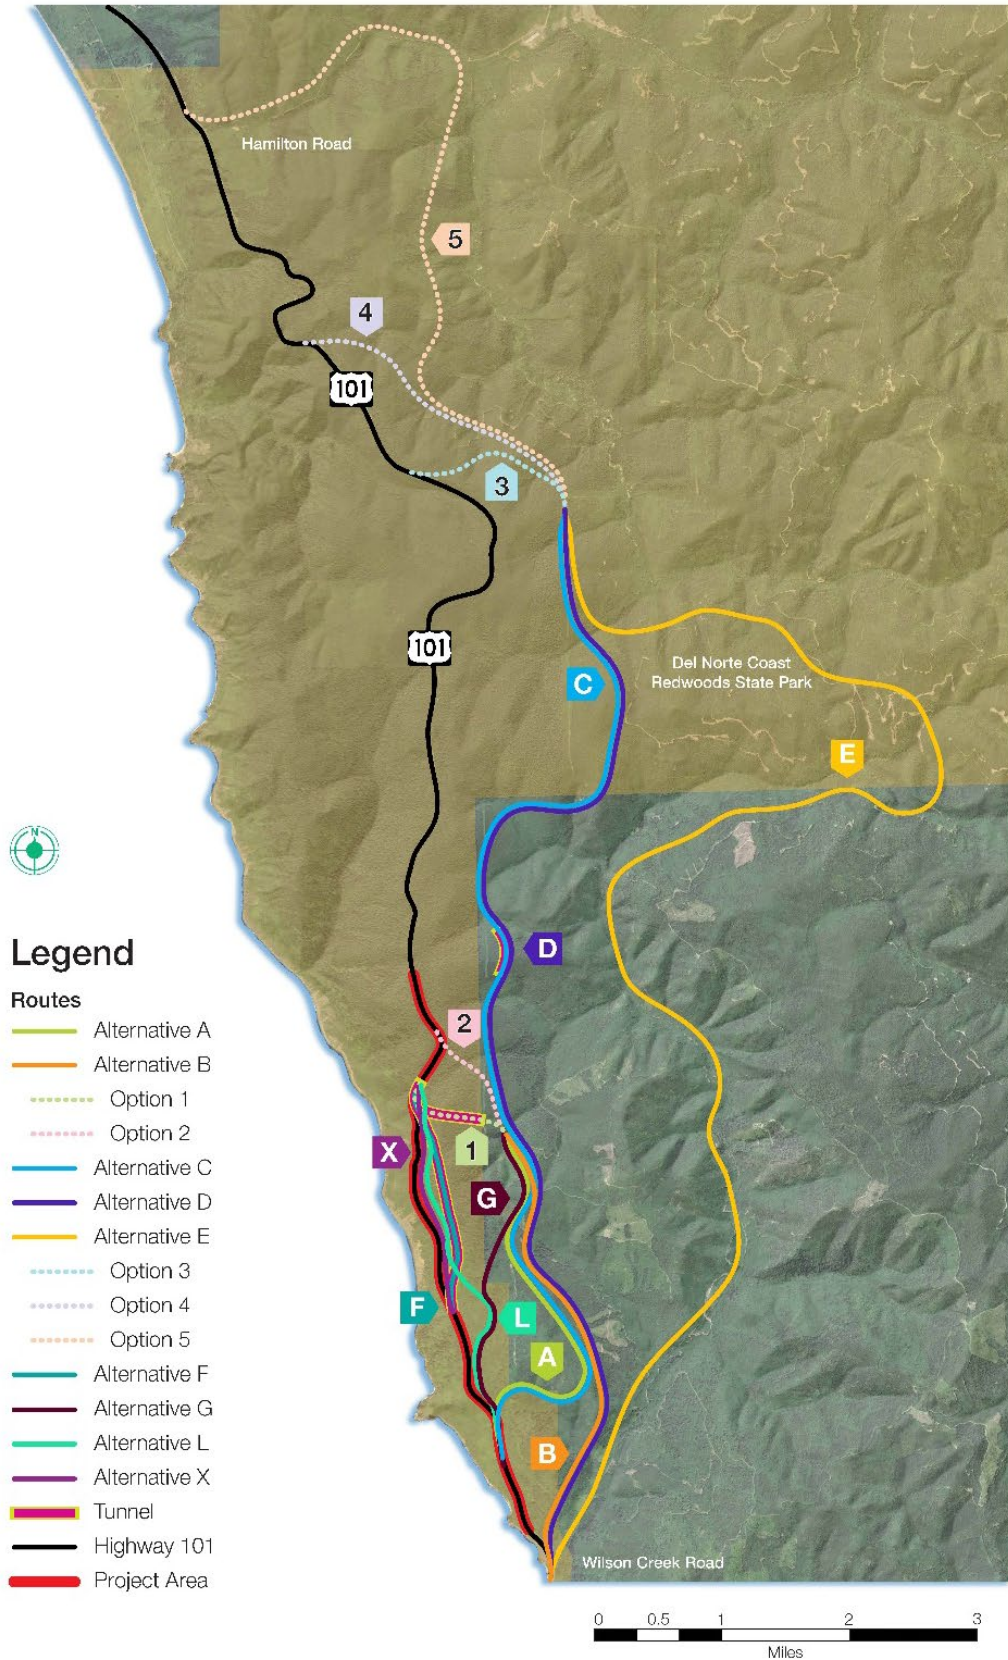 Hamilton Road
5
4
101
3
101
Del Norte Coast
Redwoods State Park
C
E
N
D
Legend
Routes
Alternative A
Alternative B
Option 1
Option 2
Alternative C
Alternative D
Alternative E
Option 3
Option 4
Option 5
Alternative F
Alternative G
Alternative L
Alternative X
Tunnel
Highway 101
Project Area
2
1
X
G
F
L
A
B
Wilson Creek Road
0 0.5 1 2 3
Miles